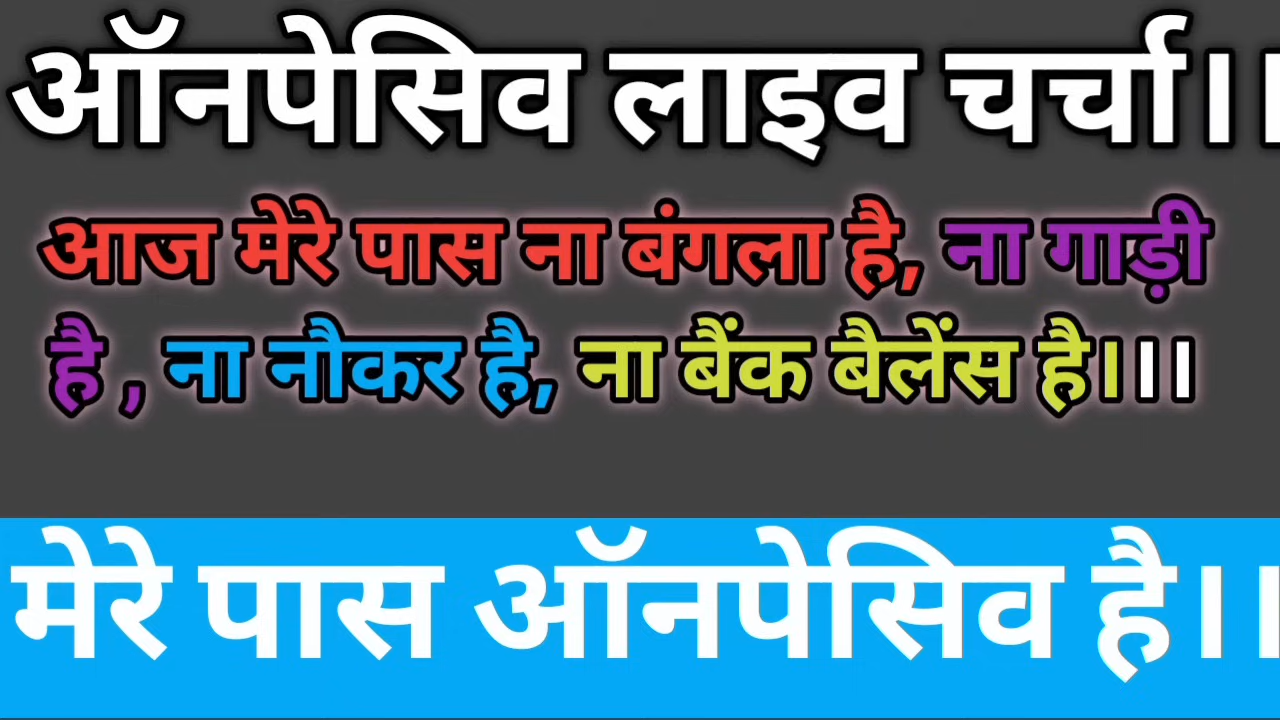 ऑनपेसिव लाइव चर्चा।।
आज मेरे पास ना बंगला है, ना गाड़ी
है , ना नौकर है, ना बैंक बैलेंस है।।।
मेरे पास ऑनपेसिव है।।